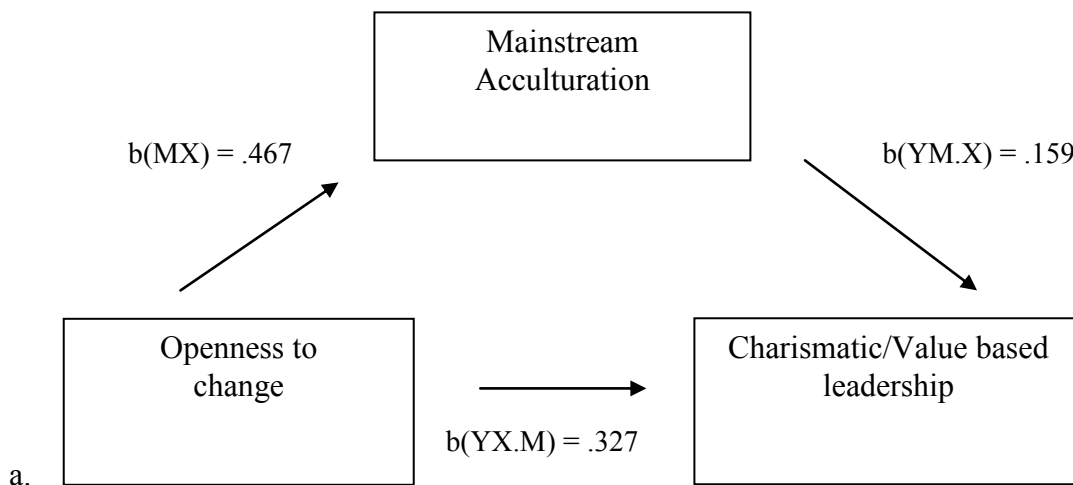 Mainstream
Acculturation
b(MX) = .467
b(YM.X) = .159
Openness to
change
Charismatic/Value based
leadership
b(YX.M) = .327
a.